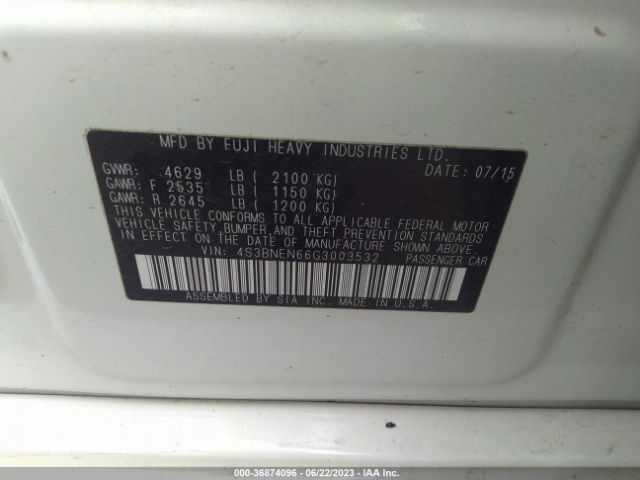 MFD BY FUJI HEAVY INDUSTRIES LTD.
GVWR: 4629 LB ( 2100 KG) DATE: 07/15
GAWR: F 2535 LB ( 1150 KG)
GAWR: R 2645 LB ( 1200 KG)
THIS VEHICLE CONFORMS TO ALL APPLICABLE FEDERAL MOTOR
VEHICLE SAFETY,BUMPER,AND THEFT PREVENTION STANDARDS
IN EFFECT ON THE DATE OF MANUFACTURE SHOWN ABOVE.
VIN: 4S3BNEN66G3003532 PASSENGER CAR
ASSEMBLED BY SIA INC. MADE IN U.S.A.
000-36874096 - 06/22/2023 - IAA Inc.